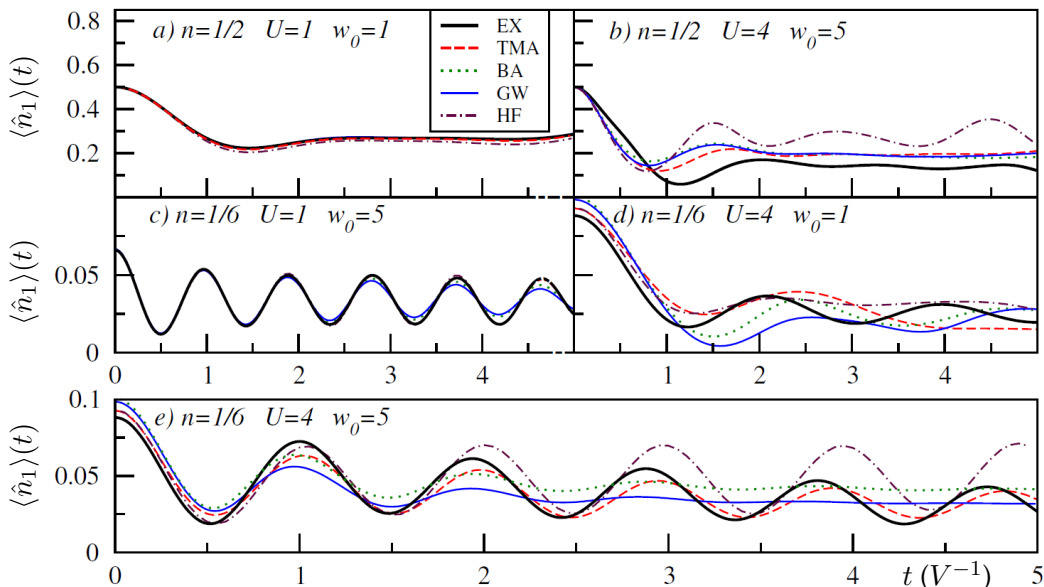 0.8
0.6
0.4
0.2
⟨n̂₁⟩(t)
a) n=1/2 U=1 w₀=1
EX
TMA
BA
GW
HF
b) n=1/2 U=4 w₀=5
0.05
0
⟨n̂₁⟩(t)
c) n=1/6 U=1 w₀=5
d) n=1/6 U=4 w₀=1
0 1 2 3 4 1 2 3 4
0.1
0.05
0
⟨n̂₁⟩(t)
e) n=1/6 U=4 w₀=5
0 1 2 3 4 t (V⁻¹) 5